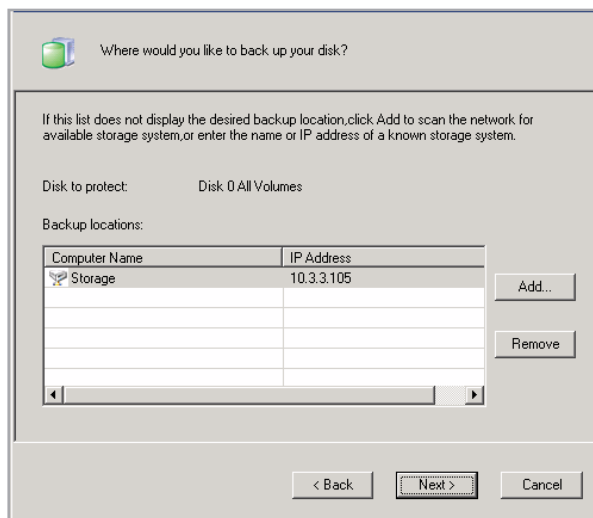 Where would you like to back up your disk?
If this list does not display the desired backup location,click Add to scan the network for
available storage system,or enter the name or IP address of a known storage system.
Disk to protect: Disk 0 All Volumes
Backup locations:
Computer Name IP Address
Storage 10.3.3.105
Add...
Remove
< Back Next > Cancel